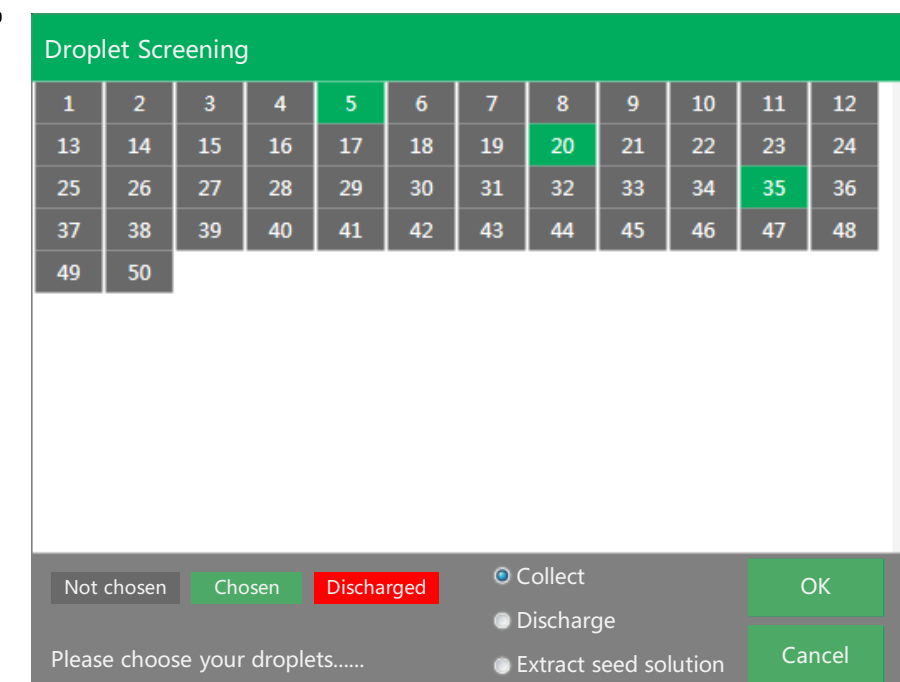 Droplet Screening
1 2 3 4 5 6 7 8 9 10 11 12
13 14 15 16 17 18 19 20 21 22 23 24
25 26 27 28 29 30 31 32 33 34 35 36
37 38 39 40 41 42 43 44 45 46 47 48
49 50
Not chosen Chosen Discharged
Please choose your droplets......
Collect
Discharge
Extract seed solution
OK
Cancel